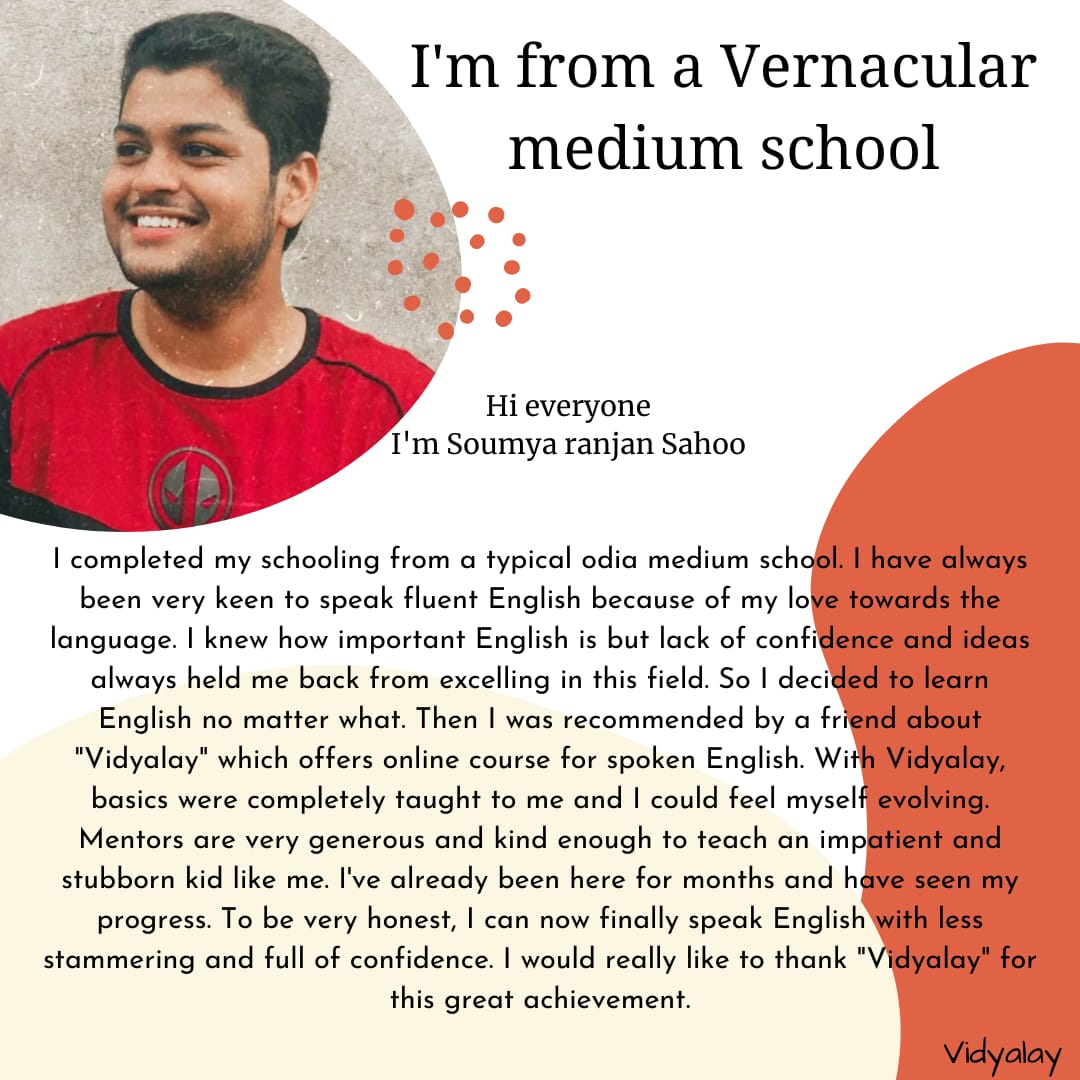 I'm from a Vernacular
medium school
Hi everyone
I'm Soumya ranjan Sahoo
I completed my schooling from a typical odia medium school. I have always
been very keen to speak fluent English because of my love towards the
language. I knew how important English is but lack of confidence and ideas
always held me back from excelling in this field. So I decided to learn
English no matter what. Then I was recommended by a friend about
"Vidyalay" which offers online course for spoken English. With Vidyalay,
basics were completely taught to me and I could feel myself evolving.
Mentors are very generous and kind enough to teach an impatient and
stubborn kid like me. I've already been here for months and have seen my
progress. To be very honest, I can now finally speak English with less
stammering and full of confidence. I would really like to thank "Vidyalay" for
this great achievement.
Vidyalay